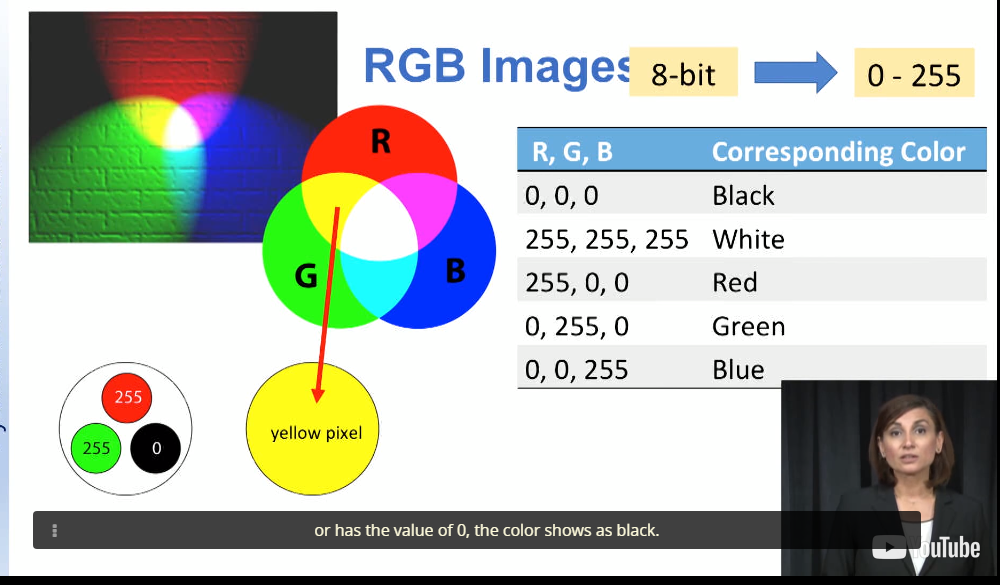 RGB Images
8-bit
0 - 255
R
G
B
R, G, B Corresponding Color
0, 0, 0 Black
255, 255, 255 White
255, 0, 0 Red
0, 255, 0 Green
0, 0, 255 Blue
255
255
0
yellow pixel
or has the value of 0, the color shows as black.
YouTube